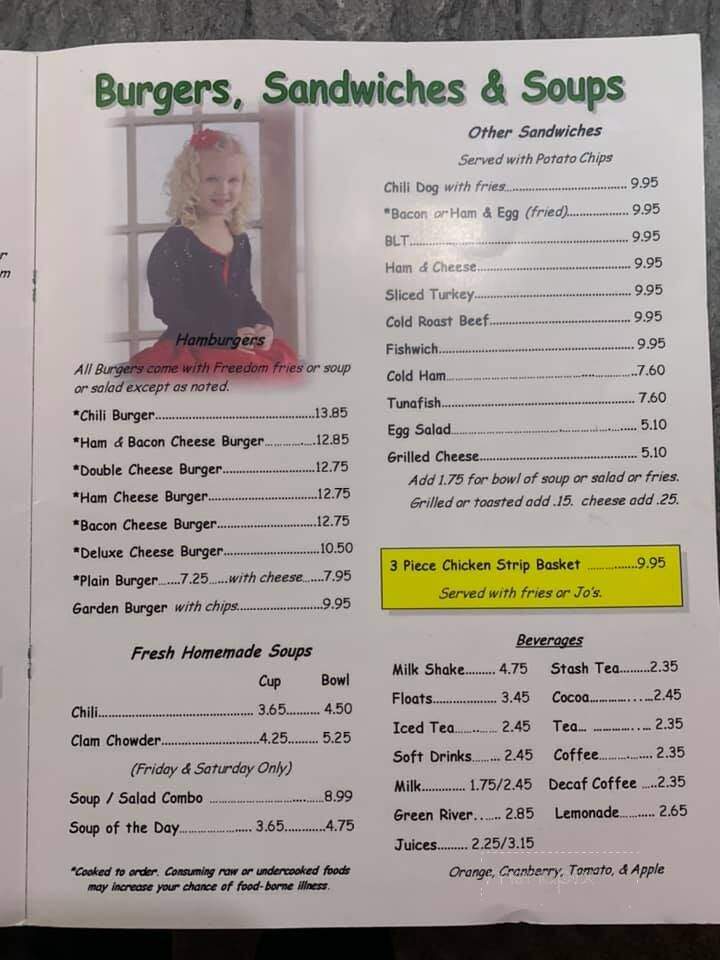 Burgers, Sandwiches & Soups
Hamburgers
All Burgers come with Freedom fries or soup
or salad except as noted.
*Chili Burger.....13.85
*Ham & Bacon Cheese Burger.....12.85
*Double Cheese Burger.....12.75
*Ham Cheese Burger.....12.75
*Bacon Cheese Burger.....12.75
*Deluxe Cheese Burger.....10.50
*Plain Burger.....7.25.....with cheese.....7.95
Garden Burger with chips.....9.95
Fresh Homemade Soups
Cup Bowl
Chili.....3.65.....4.50
Clam Chowder.....4.25.....5.25
(Friday & Saturday Only)
Soup / Salad Combo.....8.99
Soup of the Day.....3.65.....4.75
*Cooked to order. Consuming raw or undercooked foods
may increase your chance of food-borne illness.
Other Sandwiches
Served with Potato Chips
Chili Dog with fries.....9.95
*Bacon or Ham & Egg (fried).....9.95
BLT.....9.95
Ham & Cheese.....9.95
Sliced Turkey.....9.95
Cold Roast Beef.....9.95
Fishwich.....9.95
Cold Ham.....7.60
Tunafish.....7.60
Egg Salad.....5.10
Grilled Cheese.....5.10
Add 1.75 for bowl of soup or salad or fries.
Grilled or toasted add .15. cheese add .25.
3 Piece Chicken Strip Basket.....9.95
Served with fries or Jo's.
Beverages
Milk Shake.....4.75 Stash Tea.....2.35
Floats.....3.45 Cocoa.....2.45
Iced Tea.....2.45 Tea.....2.35
Soft Drinks.....2.45 Coffee.....2.35
Milk.....1.75/2.45 Decaf Coffee.....2.35
Green River.....2.85 Lemonade.....2.65
Juices.....2.25/3.15
Orange, Cranberry, Tomato, & Apple
r
m